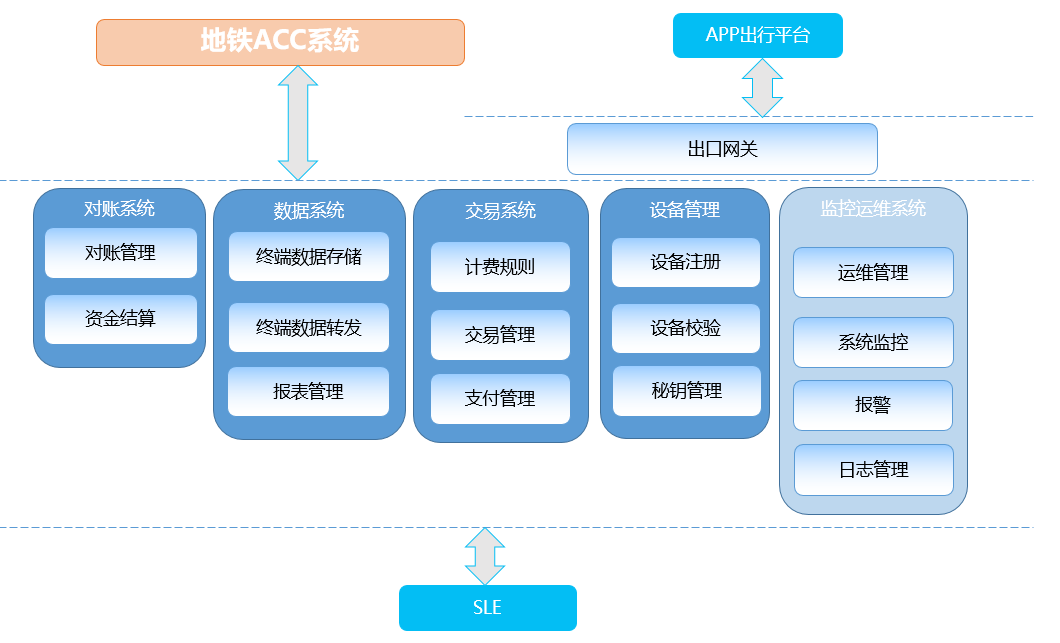 地铁ACC系统
APP出行平台
出口网关
对账系统
对账管理
资金结算
数据系统
终端数据存储
终端数据转发
报表管理
交易系统
计费规则
交易管理
支付管理
设备管理
设备注册
设备校验
秘钥管理
监控运维系统
运维管理
系统监控
报警
日志管理
SLE